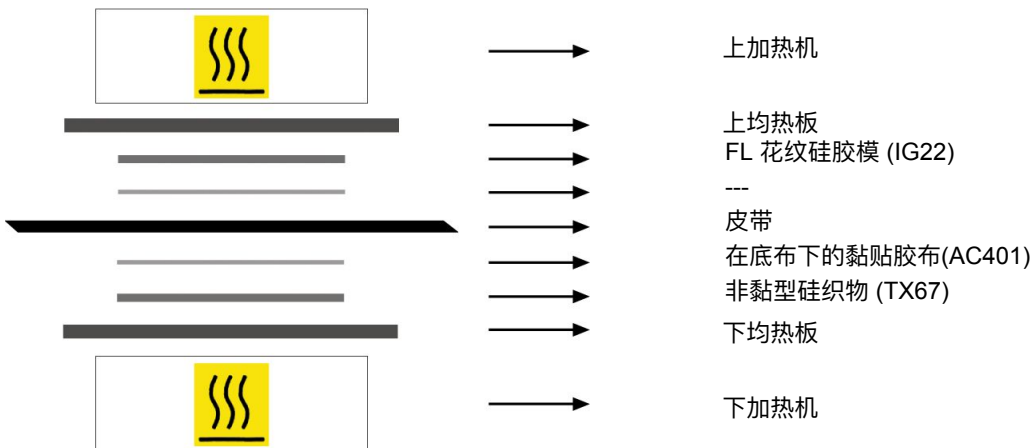 上加热机
上均热板
FL 花纹硅胶模 (IG22)
---
皮带
在底布下的黏贴胶布(AC401)
非黏型硅织物 (TX67)
下均热板
下加热机